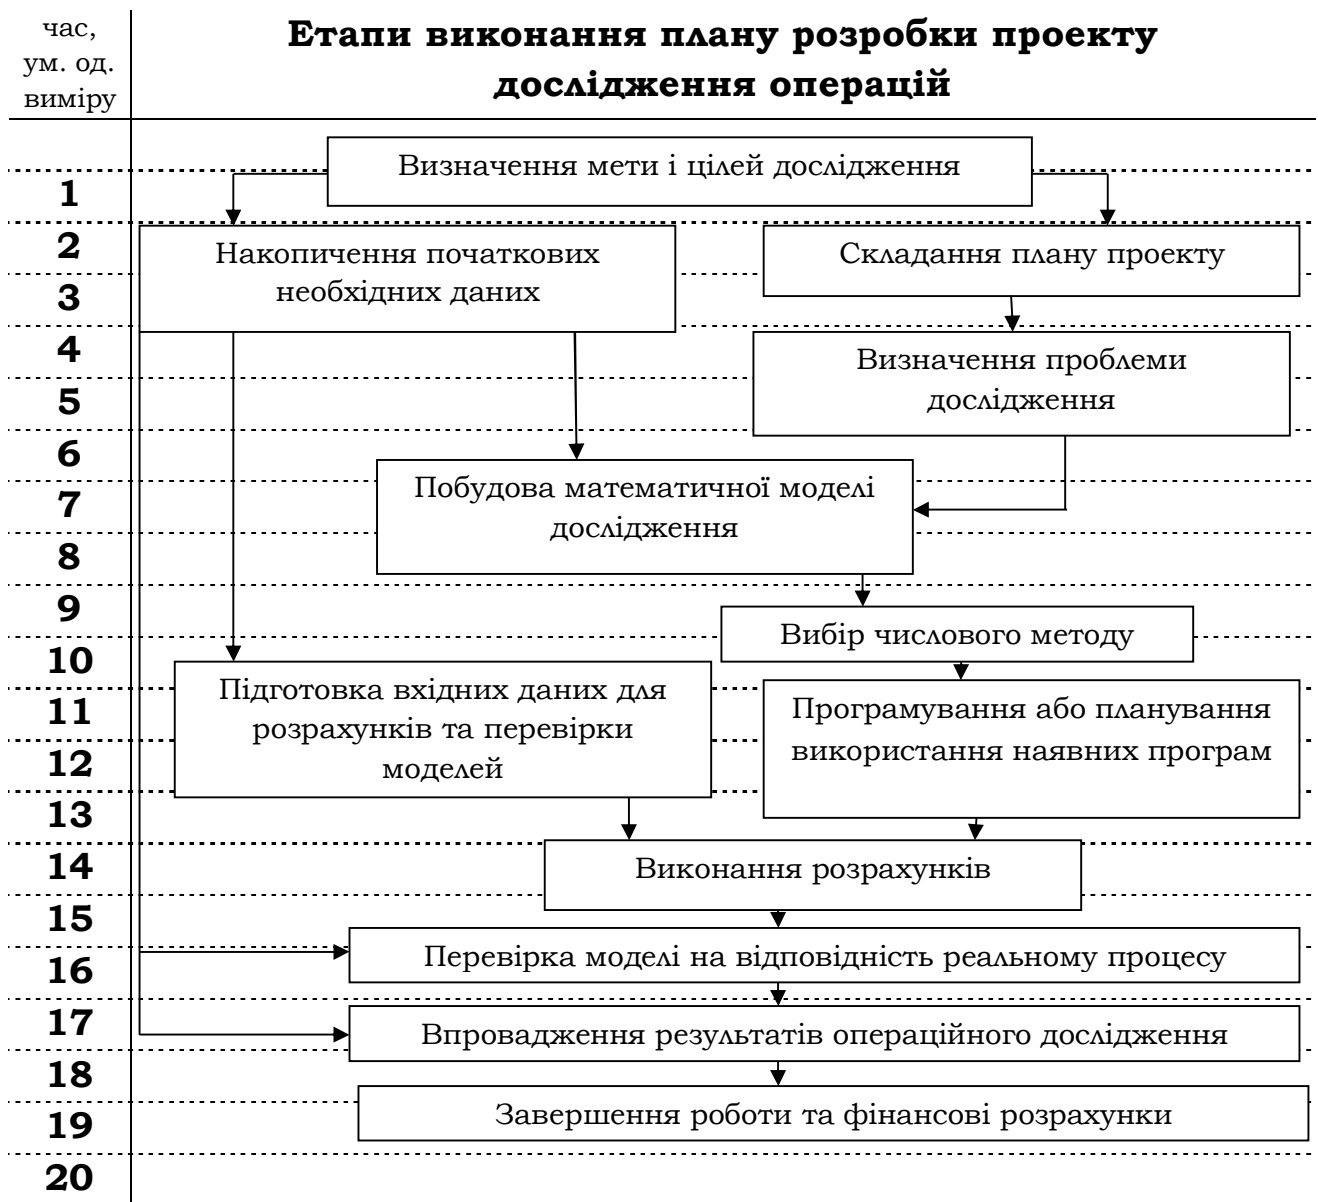 час,
ум. од.
виміру
Етапи виконання плану розробки проекту
дослідження операцій
Визначення мети і цілей дослідження
1
2
Накопичення початкових
необхідних даних
Складання плану проекту
3
4
Визначення проблеми
дослідження
5
6
Побудова математичної моделі
дослідження
7
8
9
Вибір числового методу
10
Підготовка вхідних даних для
розрахунків та перевірки
моделей
Програмування або планування
використання наявних програм
11
12
13
14
Виконання розрахунків
15
Перевірка моделі на відповідність реальному процесу
16
17
Впровадження результатів операційного дослідження
18
Завершення роботи та фінансові розрахунки
19
20